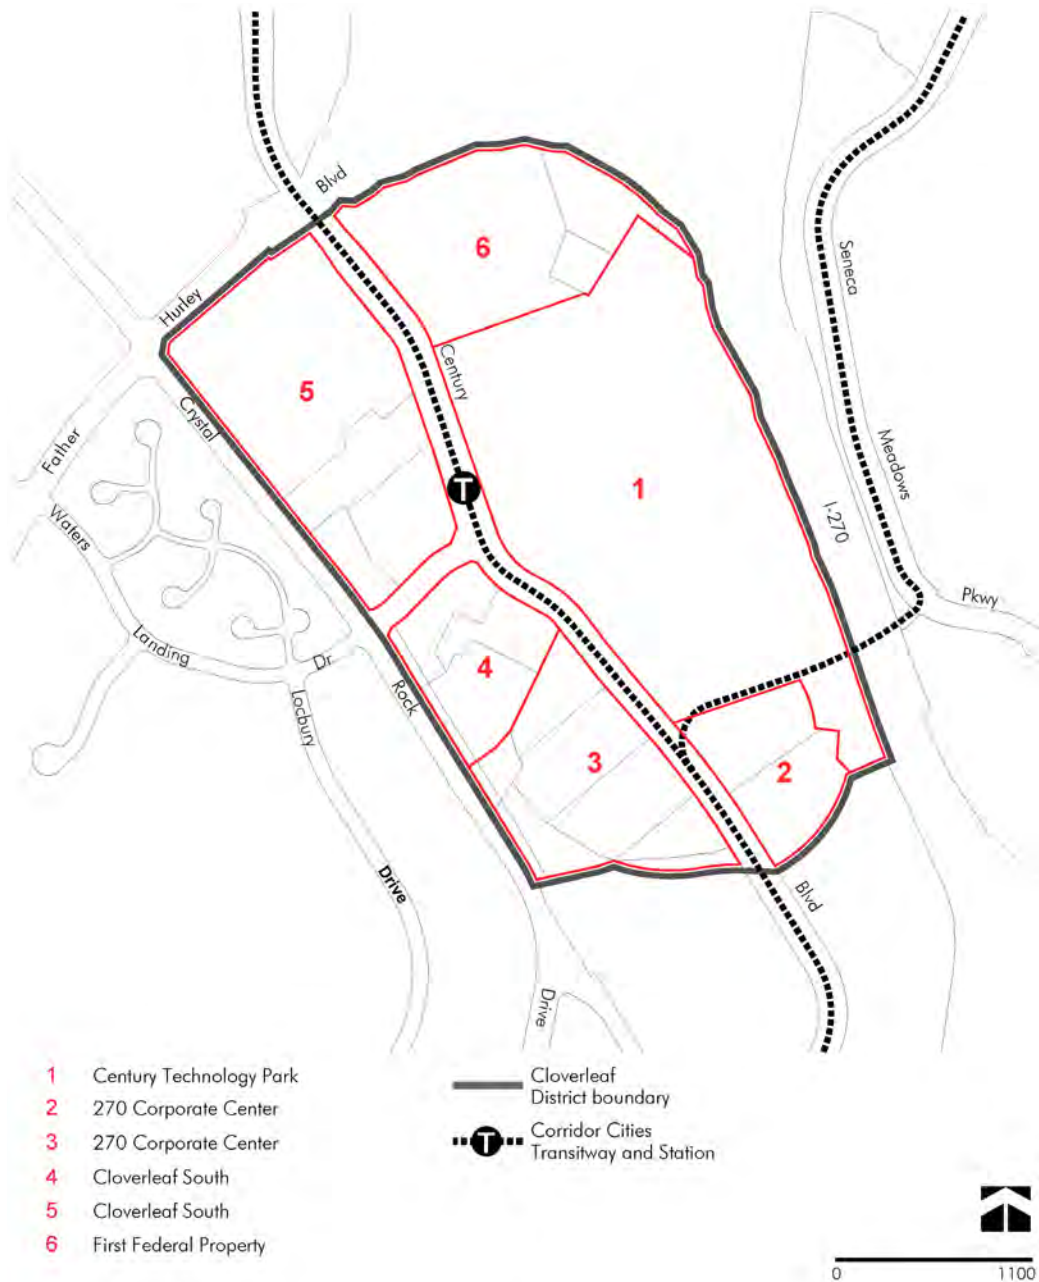 Blvd
6
Hurley
Seneca
Century
5
Crystal
Father
Meadows
T
1
I-270
Waters
Pkwy
Landing
Dr
4
Rock
Locbury
3
2
Drive
Blvd
Drive
1 Century Technology Park
2 270 Corporate Center
3 270 Corporate Center
4 Cloverleaf South
5 Cloverleaf South
6 First Federal Property
Cloverleaf
District boundary
T
Corridor Cities
Transitway and Station
0 1100